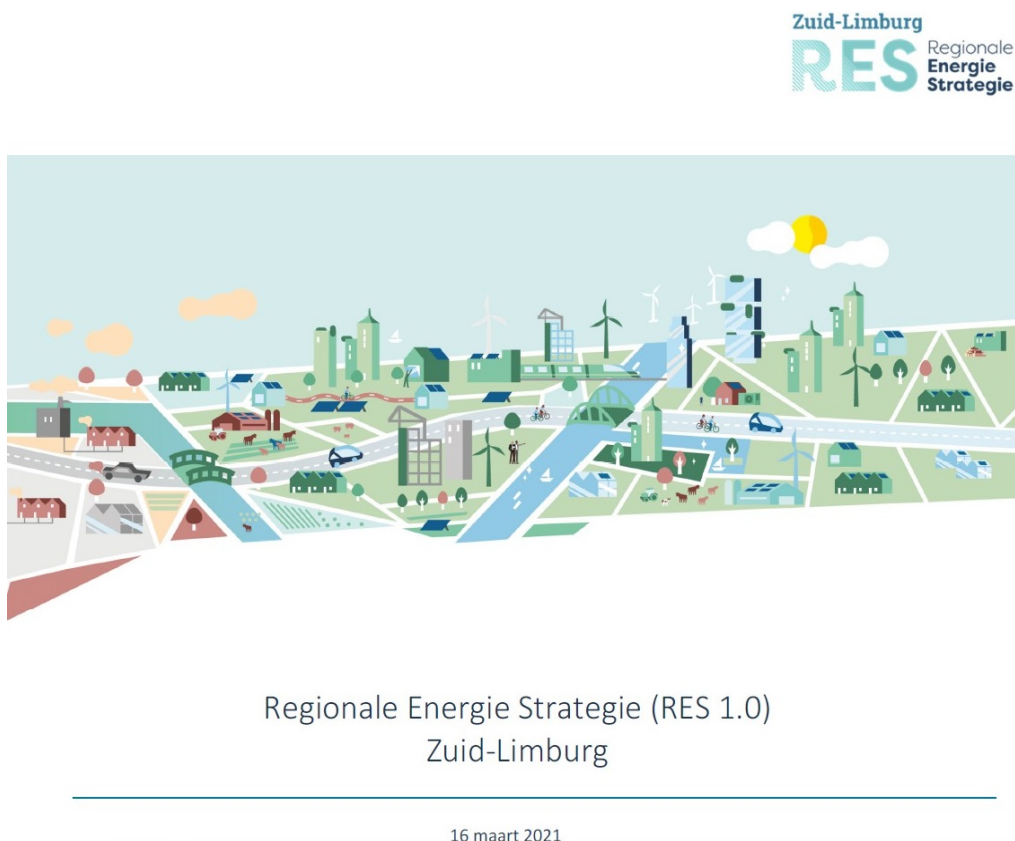 Zuid-Limburg
RES Regionale
Energie
Strategie
Regionale Energie Strategie (RES 1.0)
Zuid-Limburg
16 maart 2021